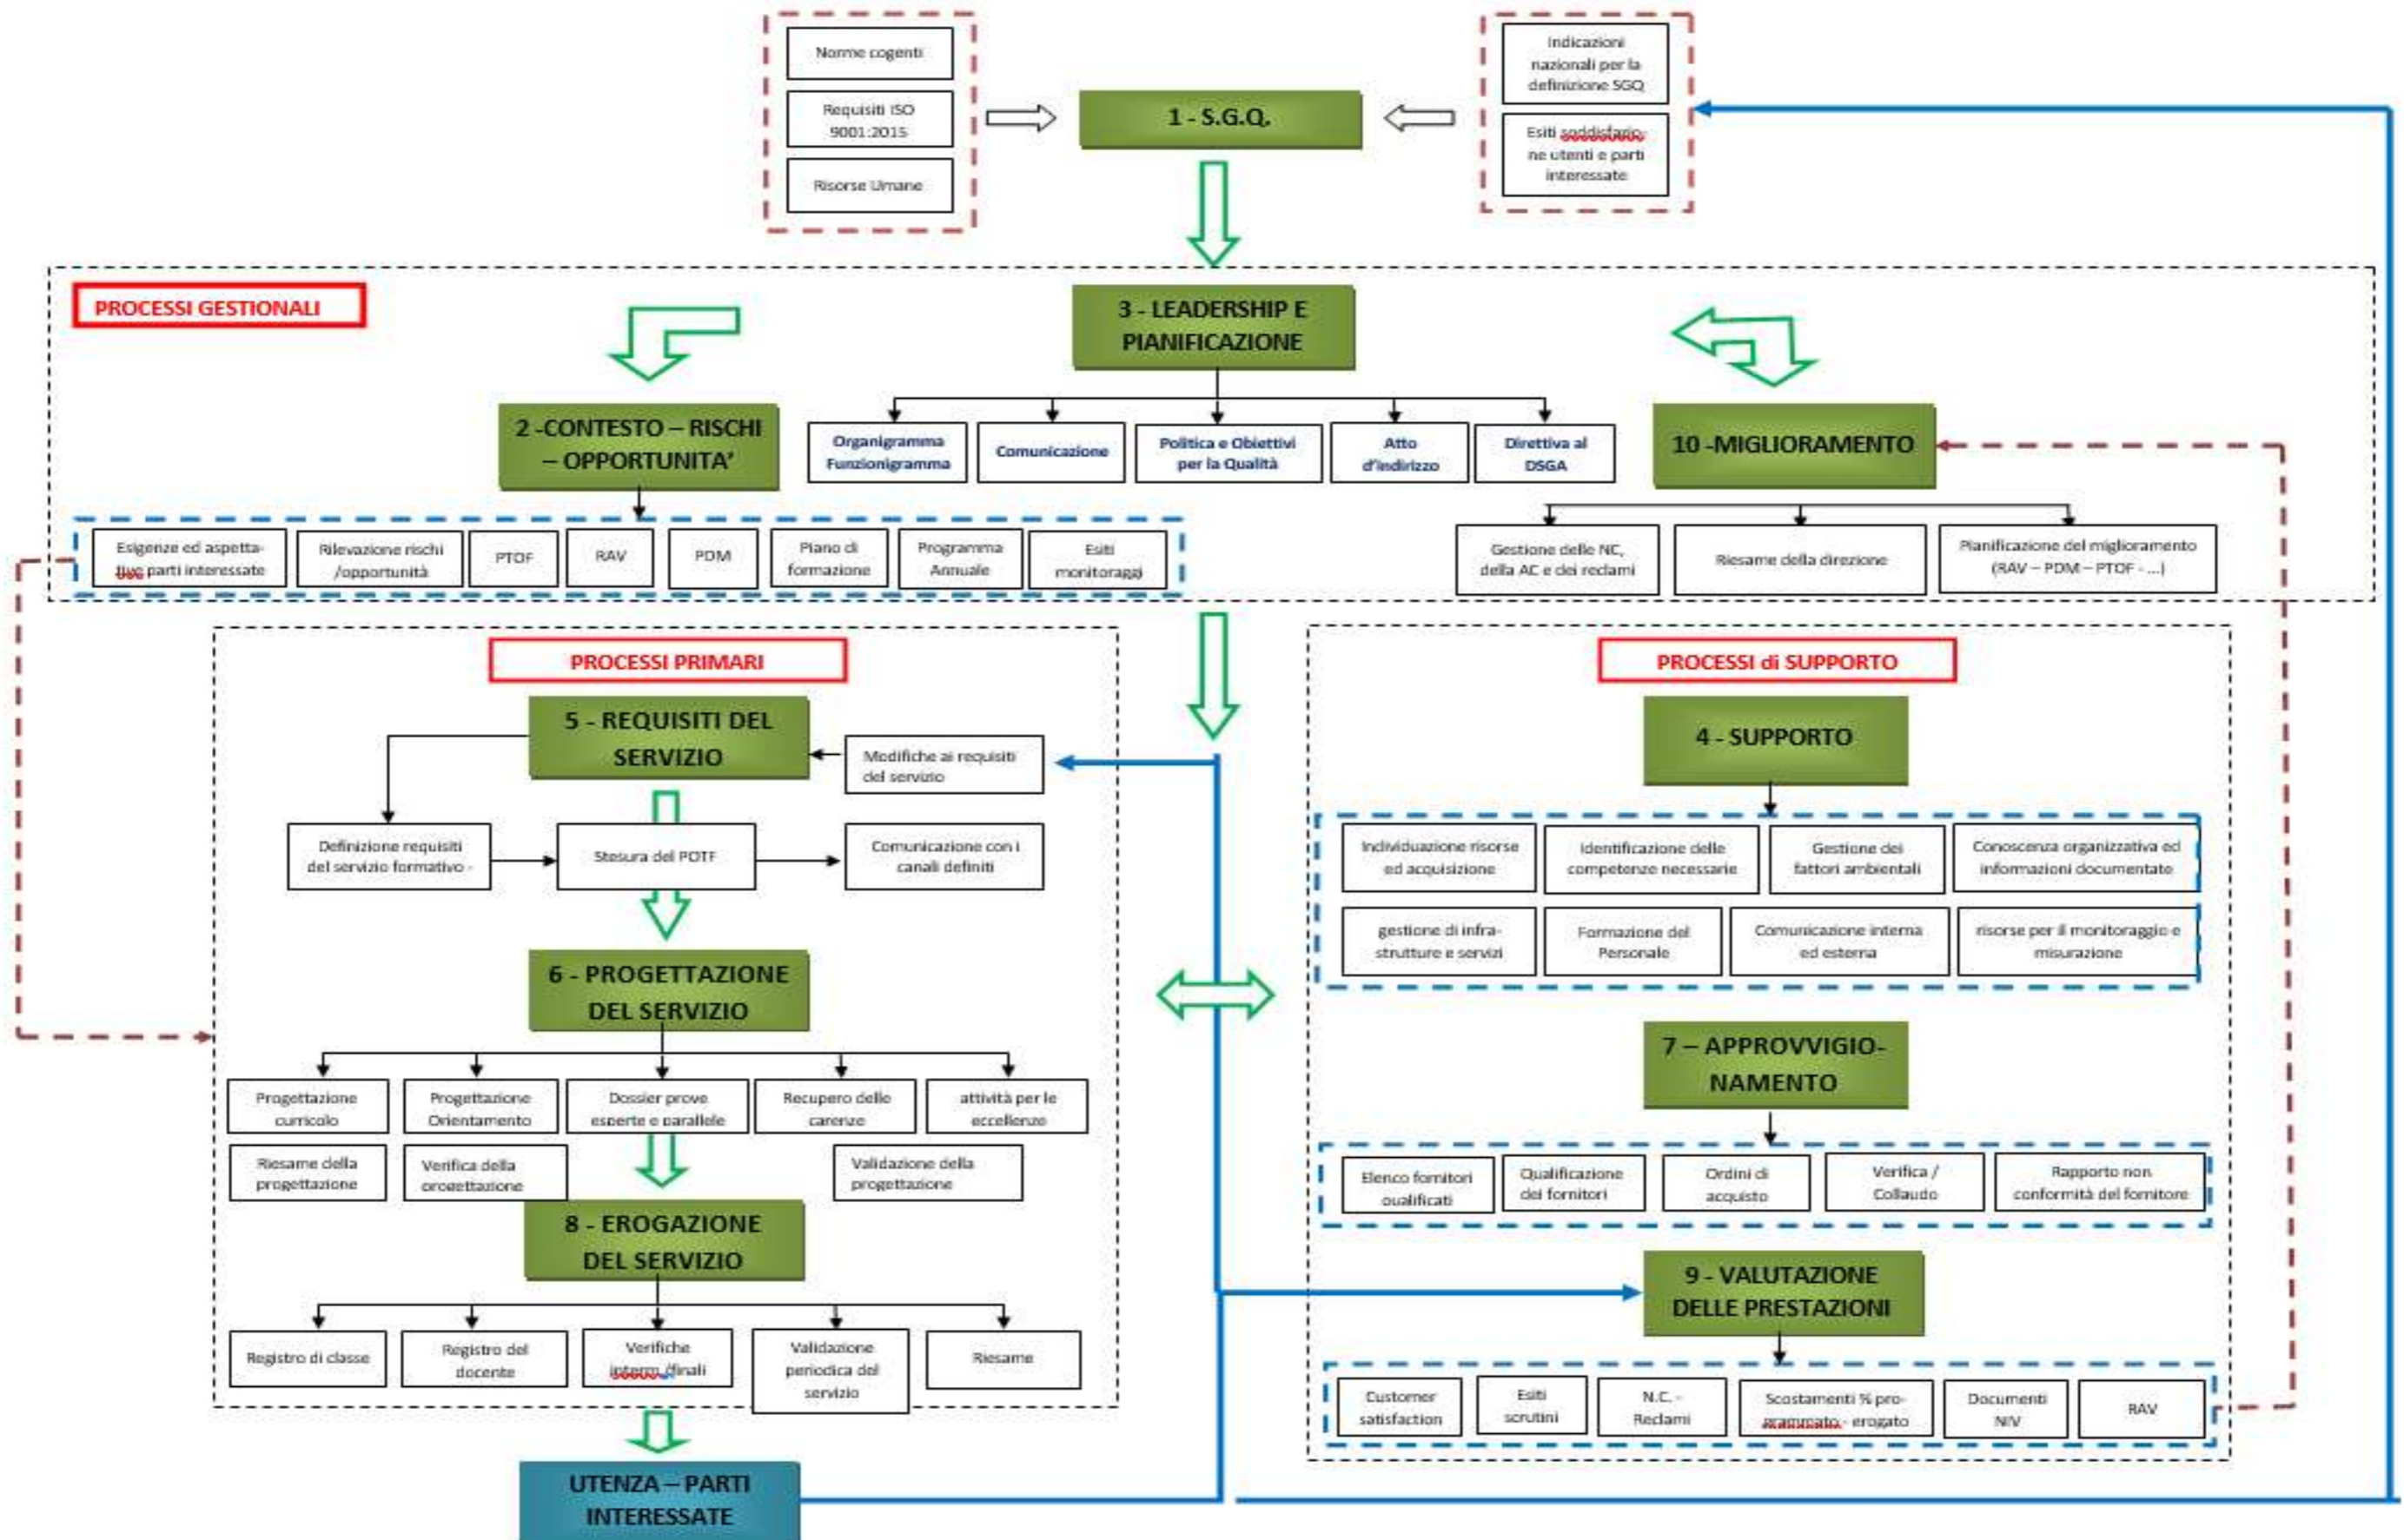 Norme cogenti
Requisiti ISO
9001:2015
Risorse Umane
1 - S.G.Q.
Indicazioni
nazionali per la
definizione SGQ
Esiti soddisfazio-
ne utenti e parti
interessate
PROCESSI GESTIONALI
3 - LEADERSHIP E
PIANIFICAZIONE
2 -CONTESTO – RISCHI
– OPPORTUNITA’
Organigramma
Funzionigramma
Comunicazione
Politica e Obiettivi
per la Qualità
Atto
d’indirizzo
Direttiva al
DSGA
10 -MIGLIORAMENTO
Esigenze ed aspetta-
tive parti interessate
Rilevazione rischi
/opportunità
PTOF
RAV
PDM
Piano di
formazione
Programma
Annuale
Esiti
monitoraggi
Gestione delle NC,
della AC e dei reclami
Riesame della direzione
Pianificazione del miglioramento
(RAV – PDM – PTOF - ...)
PROCESSI PRIMARI
5 - REQUISITI DEL
SERVIZIO
Modifiche ai requisiti
del servizio
Definizione requisiti
del servizio formativo -
Stesura del POTF
Comunicazione con i
canali definiti
6 - PROGETTAZIONE
DEL SERVIZIO
Progettazione
curricolo
Progettazione
Orientamento
Dossier prove
esperte e parallele
Recupero delle
carenze
attività per le
eccellenze
Riesame della
progettazione
Verifica della
progettazione
Validazione della
progettazione
8 - EROGAZIONE
DEL SERVIZIO
Registro di classe
Registro del
docente
Verifiche
interm./finali
Validazione
periodica del
servizio
Riesame
UTENZA – PARTI
INTERESSATE
PROCESSI di SUPPORTO
4 - SUPPORTO
Individuazione risorse
ed acquisizione
Identificazione delle
competenze necessarie
Gestione dei
fattori ambientali
Conoscenza organizzativa ed
informazioni documentate
gestione di infra-
strutture e servizi
Formazione del
Personale
Comunicazione interna
ed esterna
risorse per il monitoraggio e
misurazione
7 – APPROVVIGIO-
NAMENTO
Elenco fornitori
qualificati
Qualificazione
dei fornitori
Ordini di
acquisto
Verifica /
Collaudo
Rapporto non
conformità del fornitore
9 - VALUTAZIONE
DELLE PRESTAZIONI
Customer
satisfaction
Esiti
scrutini
N.C. -
Reclami
Scostamenti % pro-
grammato - erogato
Documenti
NIV
RAV